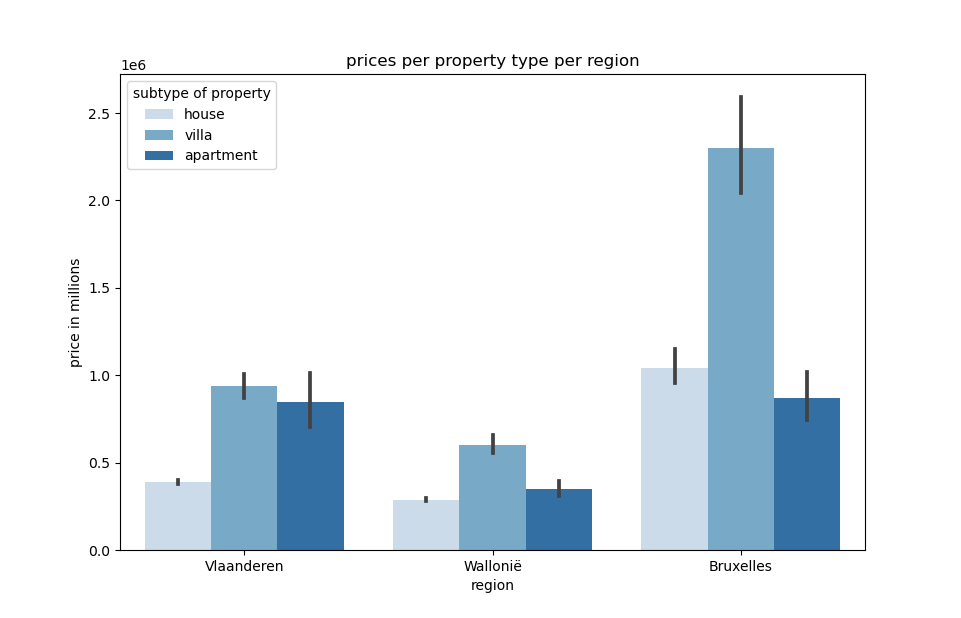 prices per property type per region
1e6
subtype of property
house
villa
apartment
2.5
2.0
1.5
1.0
0.5
0.0
price in millions
Vlaanderen
Wallonië
Bruxelles
region